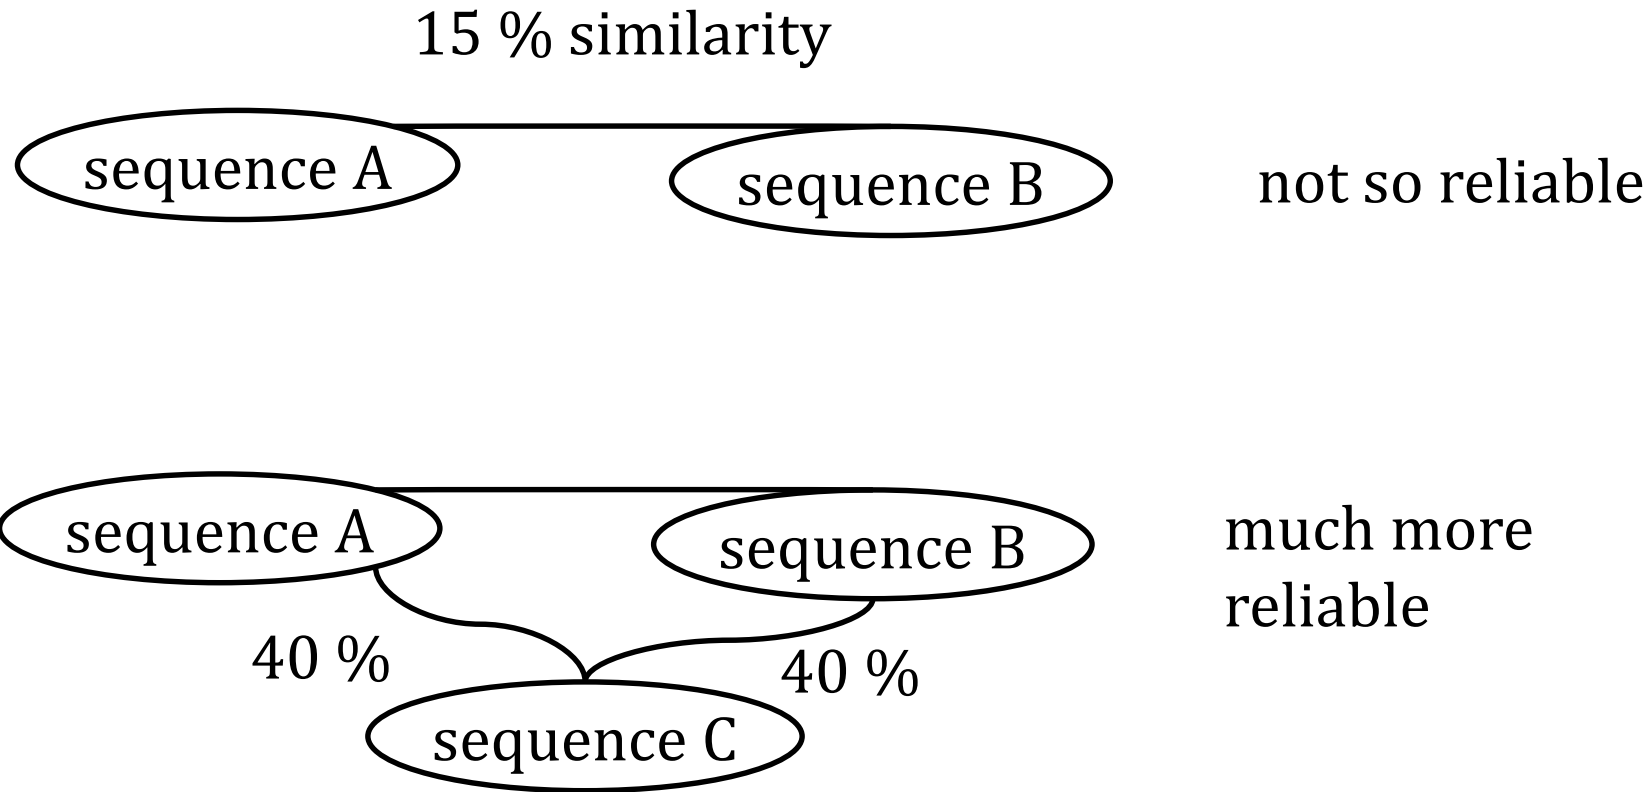 15 % similarity
sequence A
sequence B
not so reliable
sequence A
sequence B
much more
reliable
40 %
40 %
sequence C